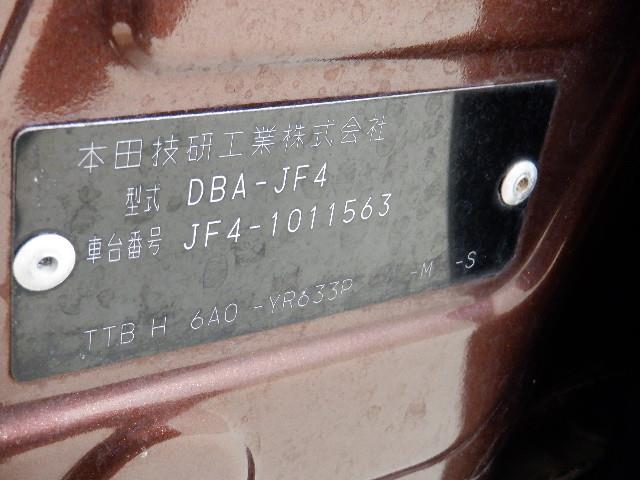 本田技研工業株式会社
型式 DBA-JF4
車台番号 JF4-1011563
TTB H 6A0 -YR633P -M -S